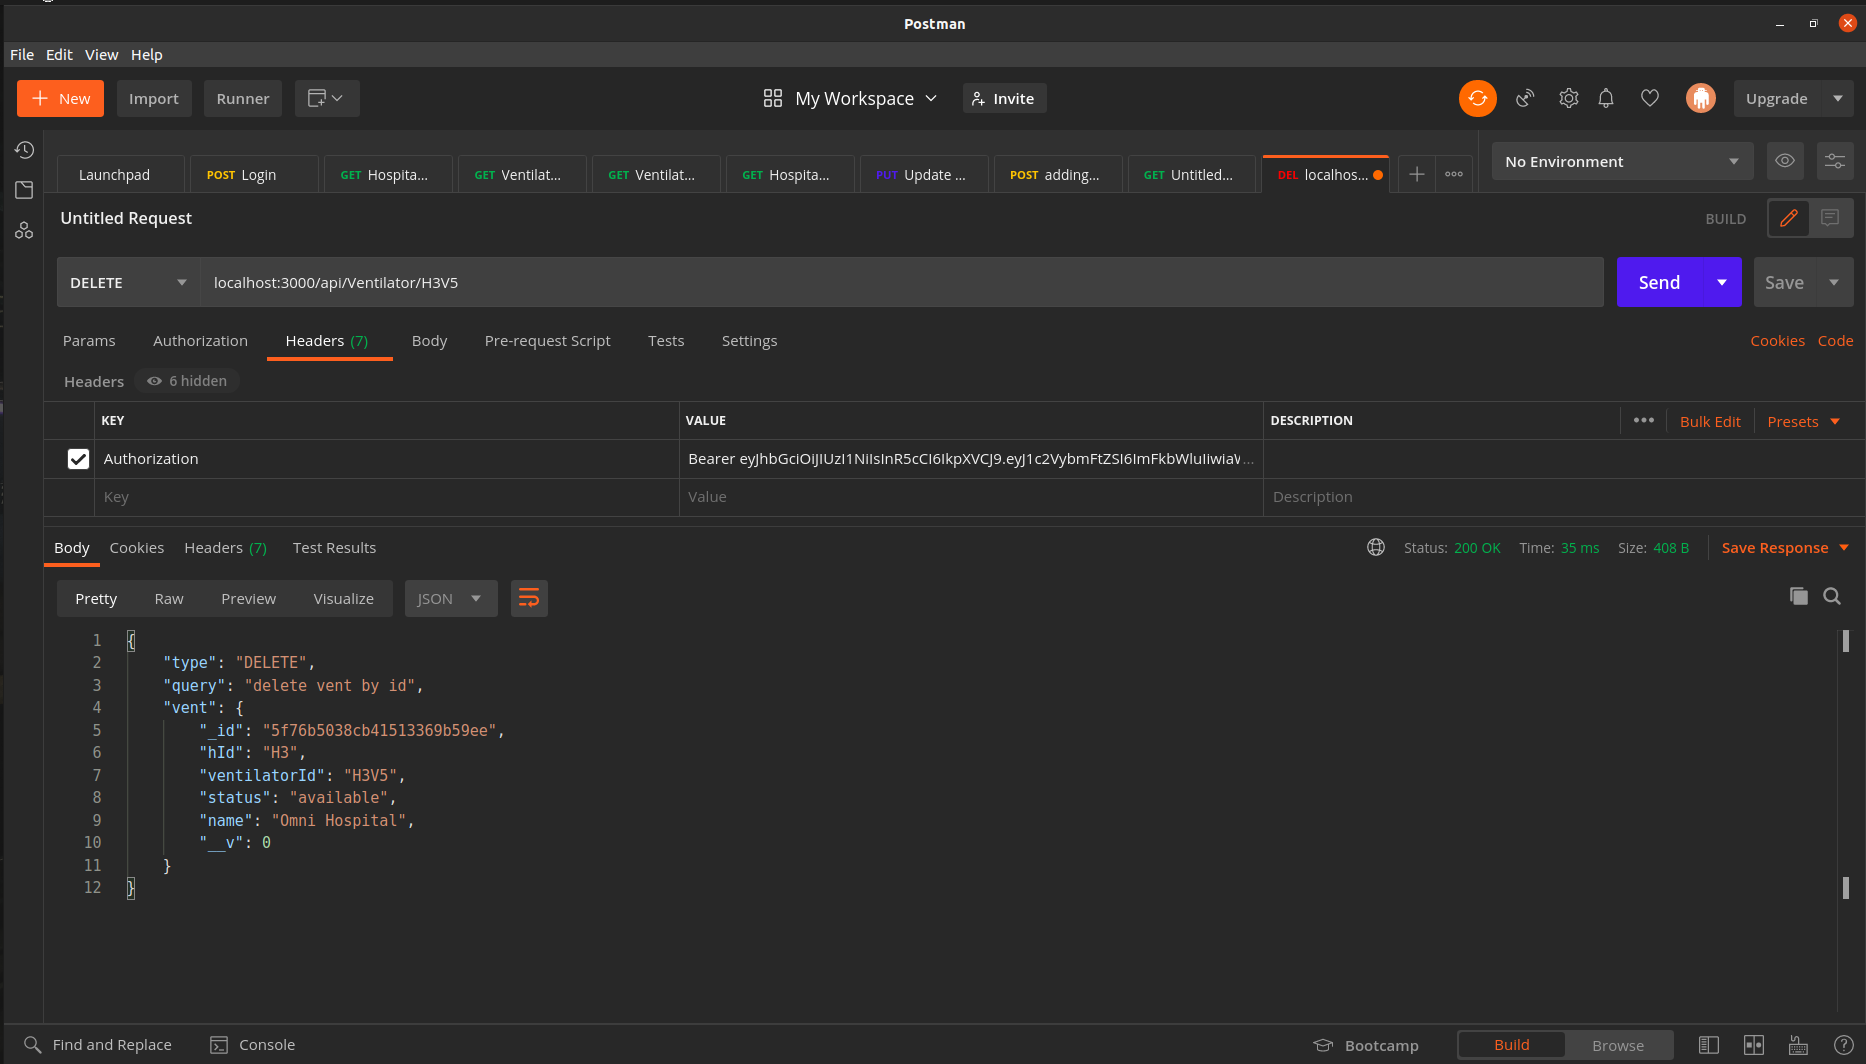 Postman
File Edit View Help
New Import Runner My Workspace Invite Upgrade
Launchpad POST Login GET Hospita... GET Ventilat... GET Ventilat... GET Hospita... PUT Update ... POST adding... GET Untitled... DEL localhos... No Environment
Untitled Request BUILD
DELETE localhost:3000/api/Ventilator/H3V5 Send Save
Params Authorization Headers (7) Body Pre-request Script Tests Settings Cookies Code
Headers 6 hidden
KEY VALUE DESCRIPTION ••• Bulk Edit Presets
Authorization Bearer
Key Value Description
Body Cookies Headers (7) Test Results Status: 200 OK Time: 35 ms Size: 408 B Save Response
Pretty Raw Preview Visualize JSON
1 {
2 "type": "DELETE",
3 "query": "delete vent by id",
4 "vent": {
5 "_id": "5f76b5038cb41513369b59ee",
6 "hId": "H3",
7 "ventilatorId": "H3V5",
8 "status": "available",
9 "name": "Omni Hospital",
10 "__v": 0
11 }
12 }
Find and Replace Console Bootcamp Build Browse